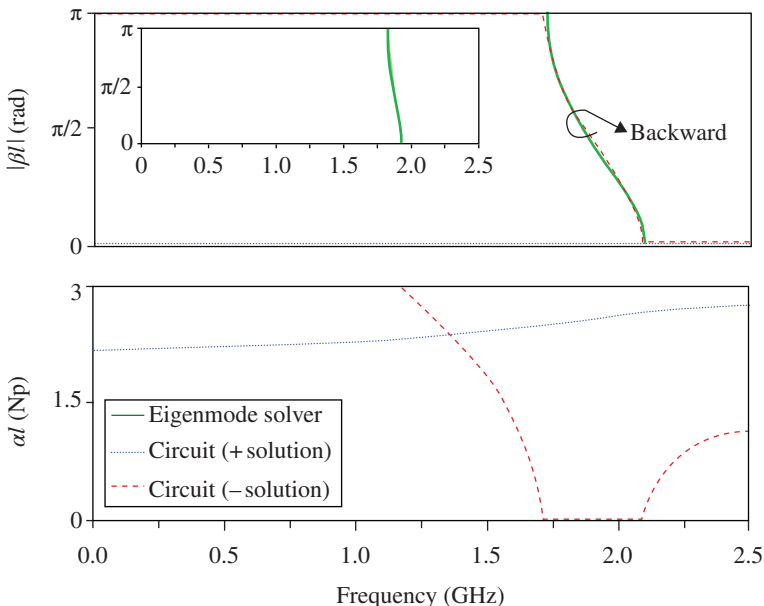 π
π/2
0
|βl| (rad)
π
π/2
0
0
0.5
1.0
1.5
2.0
2.5
Backward
3
1.5
0
αl (Np)
Eigenmode solver
Circuit (+ solution)
Circuit (– solution)
0.0
0.5
1.0
1.5
2.0
2.5
Frequency (GHz)